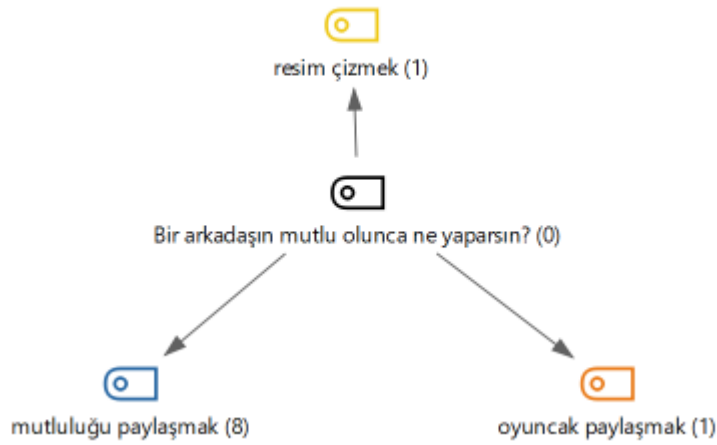 resim çizmek (1)
Bir arkadaşın mutlu olunca ne yaparsın? (0)
mutluluğu paylaşmak (8)
oyuncak paylaşmak (1)